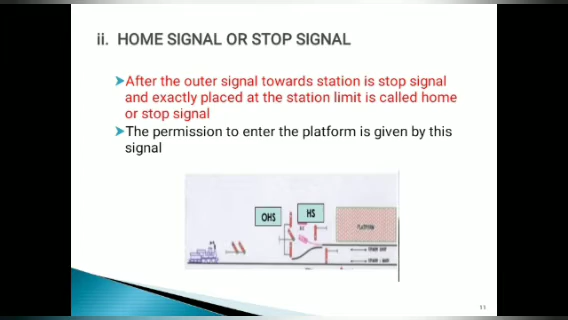 ii. HOME SIGNAL OR STOP SIGNAL
➤After the outer signal towards station is stop signal
and exactly placed at the station limit is called home
or stop signal
➤The permission to enter the platform is given by this
signal
OHS
HS
PLATFORM
11